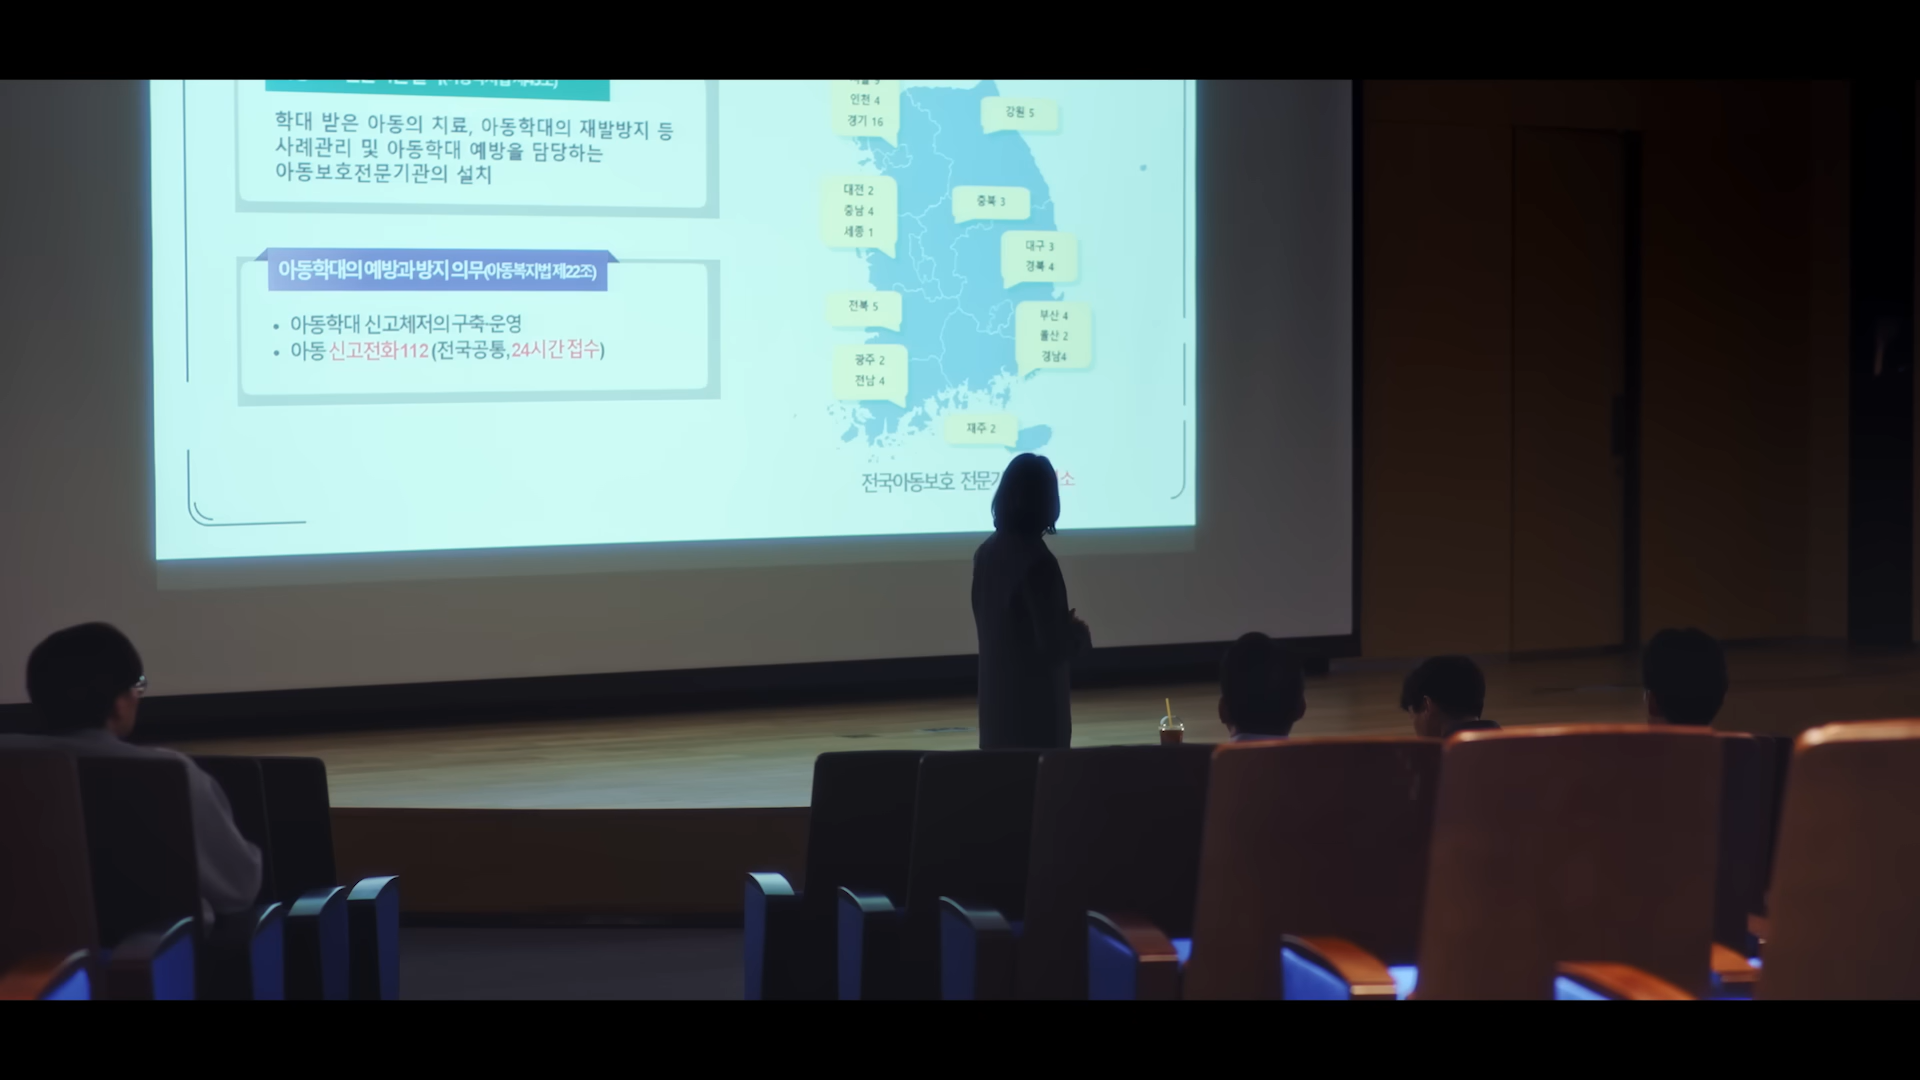 학대 받은 아동의 치료, 아동학대의 재발방지 등
사례관리 및 아동학대 예방을 담당하는
아동보호전문기관의 설치
아동학대의 예방과 방지 의무(아동복지법 제22조)
• 아동학대 신고체저의 구축·운영
• 아동 신고전화 112 (전국공통, 24시간 접수)
인천 4
경기 16
강원 5
대전 2
중남 4
세종 1
충북 3
대구 3
경북 4
전북 5
부산 4
울산 2
경남4
광주 2
전남 4
재주 2
전국아동보호 전문기
소